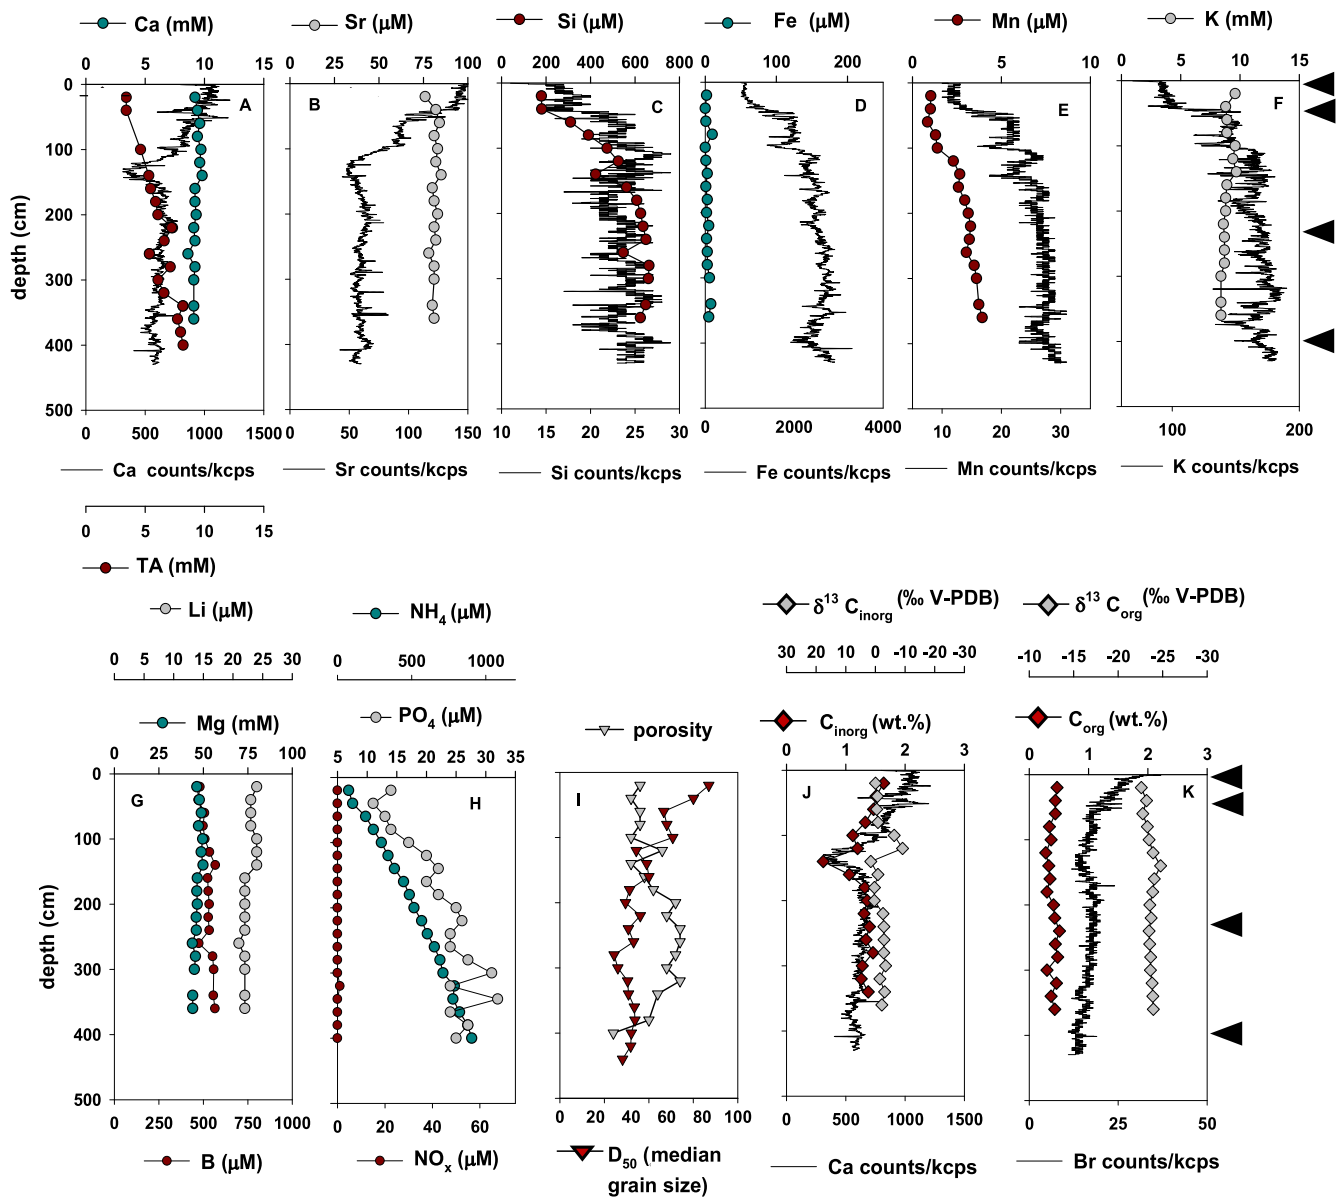 Ca (mM) Sr (μM) Si (μM) Fe (μM) Mn (μM) K (mM)
0 5 10 15 0 25 50 75 100 0 200 400 600 800 0 100 200 0 5 10 0 5 10 15
0 100 200 300 400 500
depth (cm)
A B C D E F
0 500 1000 1500 0 50 100 150 10 15 20 25 30 0 2000 4000 10 20 30 100 200
Ca counts/kcps Sr counts/kcps Si counts/kcps Fe counts/kcps Mn counts/kcps K counts/kcps
0 5 10 15
TA (mM)
Li (μM) NH4 (μM) δ13 Cinorg (‰ V-PDB) δ13 Corg (‰ V-PDB)
0 5 10 15 20 25 30 0 500 1000 30 20 10 0 -10 -20 -30 -10 -15 -20 -25 -30
Mg (mM) PO4 (μM) porosity Cinorg (wt.%) Corg (wt.%)
0 25 50 75 100 5 10 15 20 25 30 35 0 1 2 3 0 1 2 3
0 100 200 300 400 500
depth (cm)
G H I J K
0 250 500 750 1000 0 20 40 60 0 20 40 60 80 100 0 500 1000 1500 0 25 50
B (μM) NOx (μM) D50 (median Ca counts/kcps Br counts/kcps
grain size)